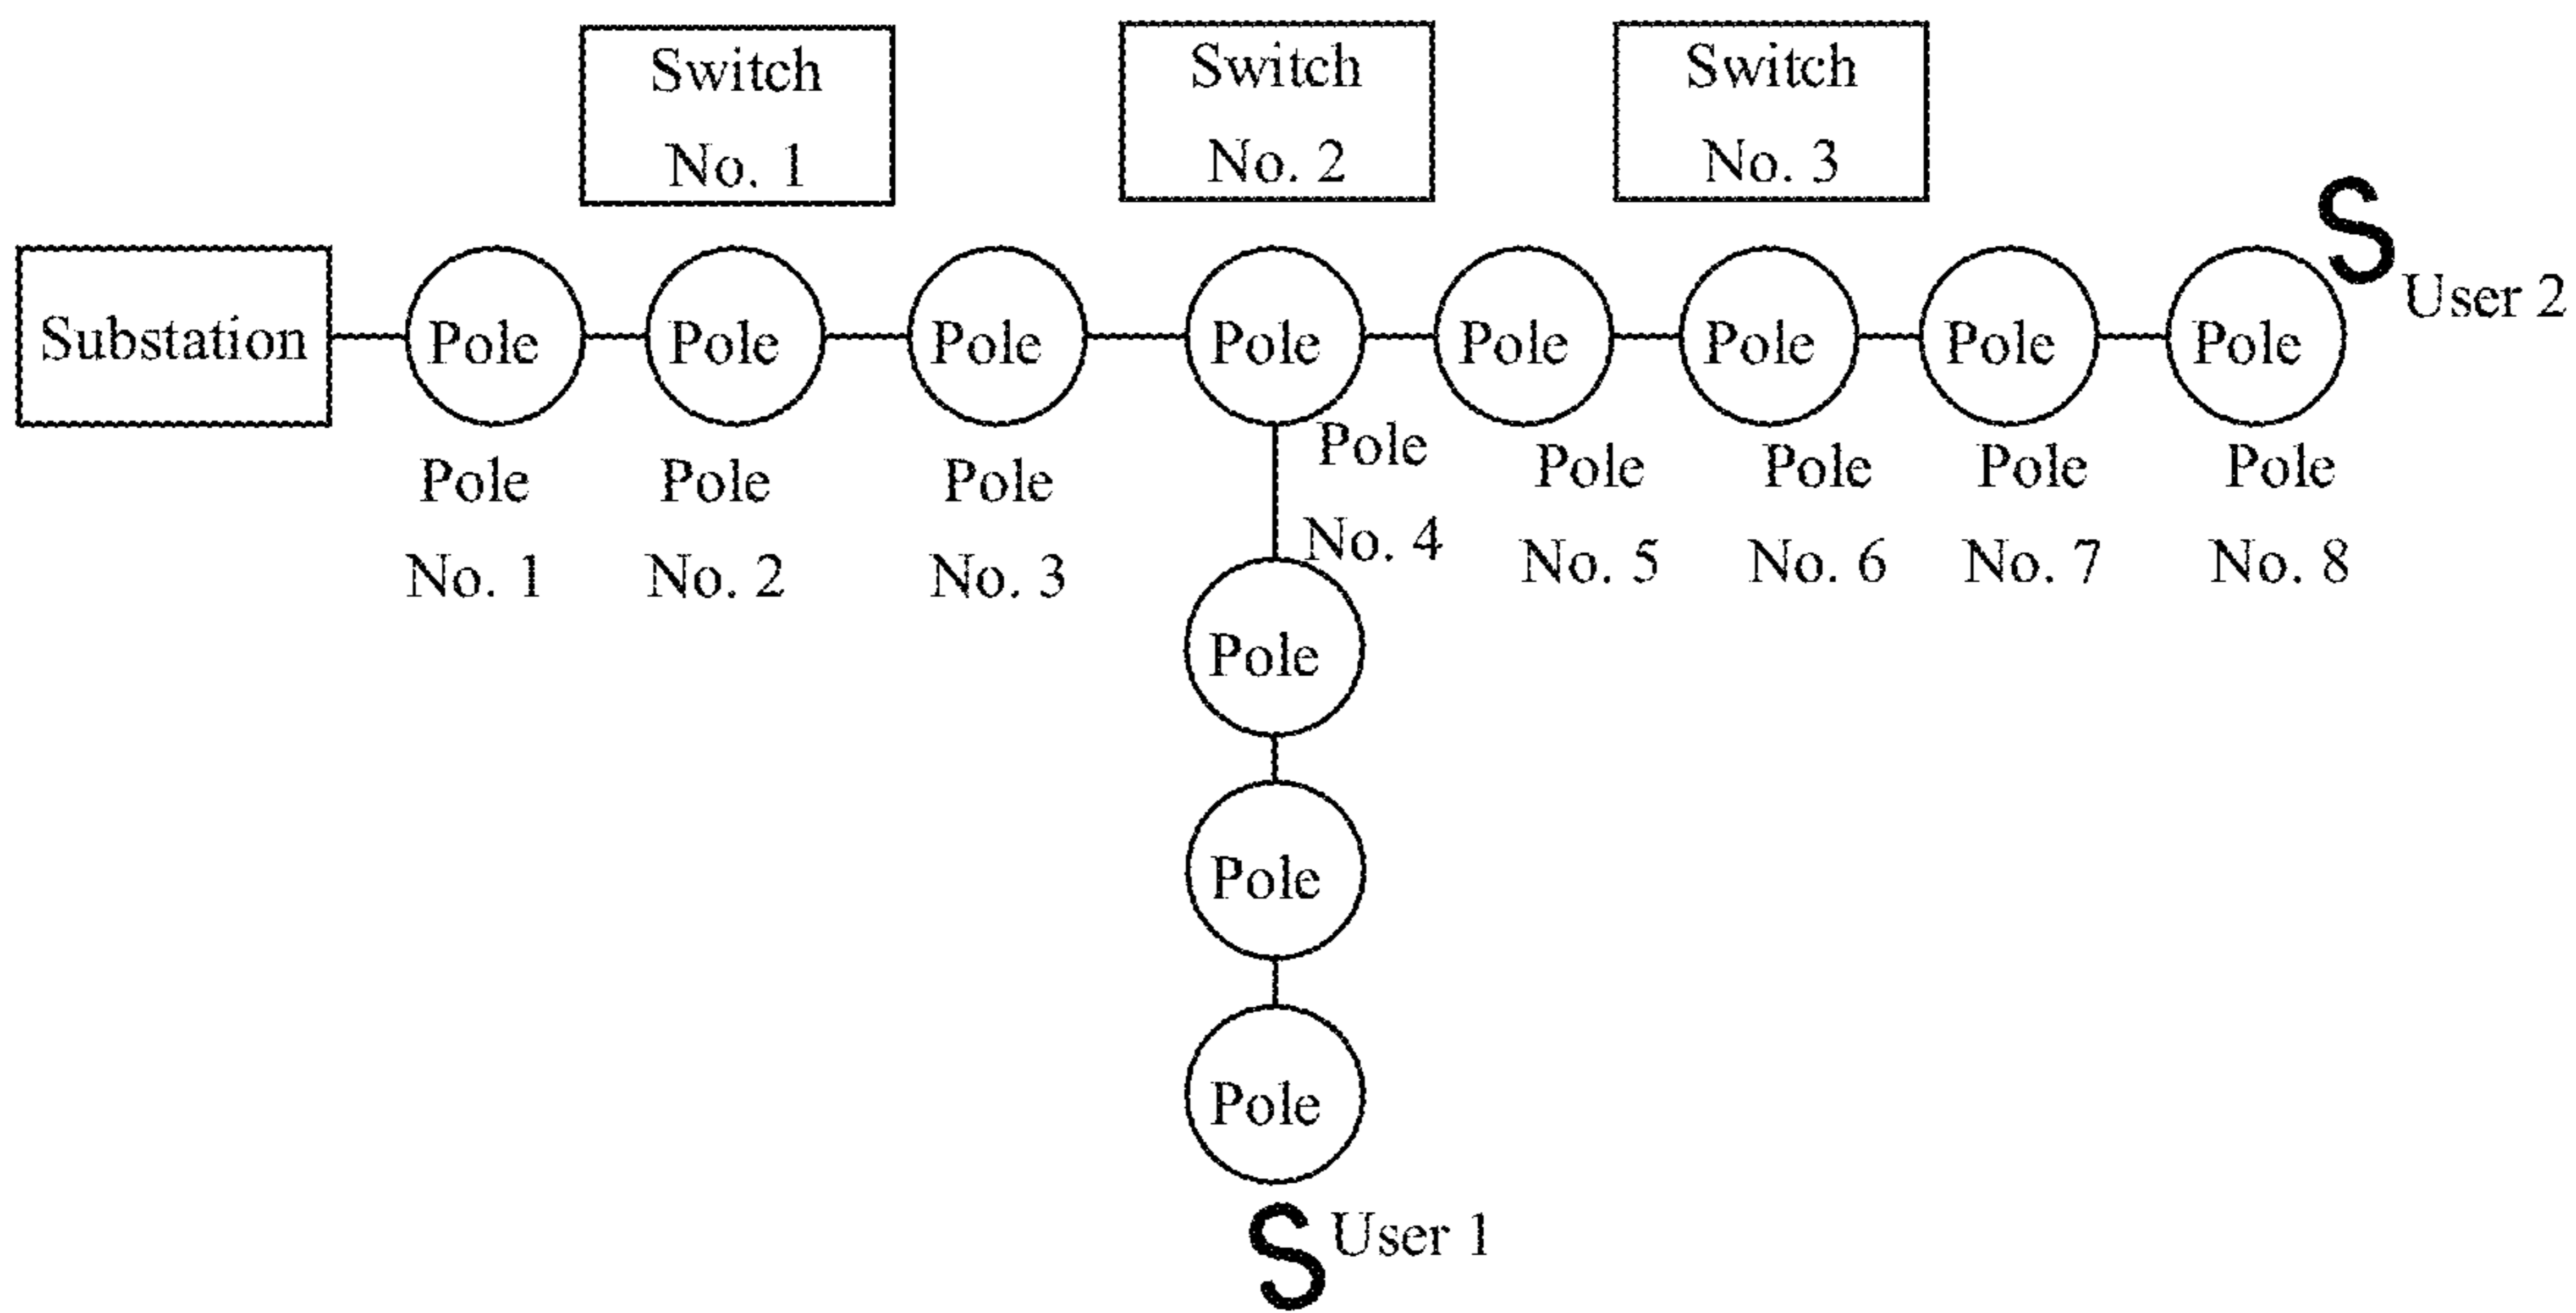 Switch
No. 1
Switch
No. 2
Switch
No. 3
Substation
Pole
Pole
Pole
Pole
Pole
Pole
Pole
Pole
S
User 2
Pole
No. 1
Pole
No. 2
Pole
No. 3
Pole
No. 4
Pole
No. 5
Pole
No. 6
Pole
No. 7
Pole
No. 8
Pole
Pole
Pole
S
User 1